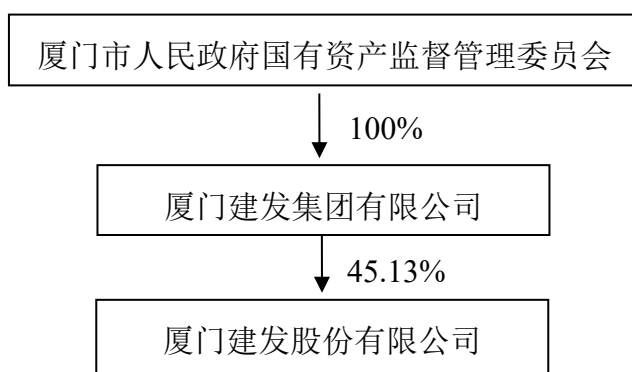 厦门市人民政府国有资产监督管理委员会
100%
厦门建发集团有限公司
45.13%
厦门建发股份有限公司